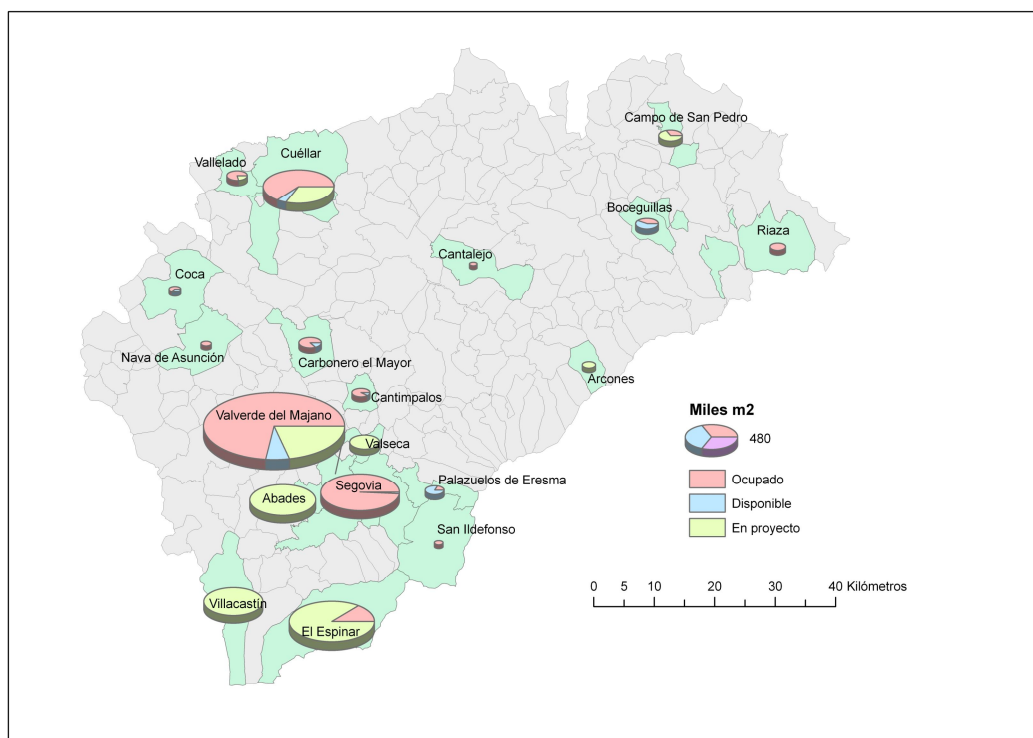 Campo de San Pedro
Cuéllar
Vallelado
Boceguillas
Riaza
Cantalejo
Coca
Nava de Asunción
Carbonero el Mayor
Arcones
Cantimpalos
Valverde del Majano
Valseca
Palazuelos de Eresma
Segovia
Abades
San Ildefonso
Villacastín
El Espinar
Miles m2
480
Ocupado
Disponible
En proyecto
0 5 10 20 30 40 Kilómetros